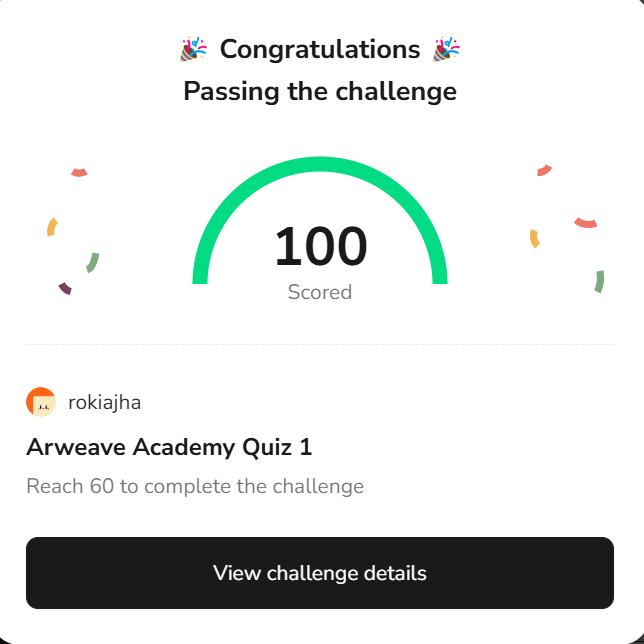 🎉 Congratulations 🎉
Passing the challenge
100
Scored
rokiajha
Arweave Academy Quiz 1
Reach 60 to complete the challenge
View challenge details